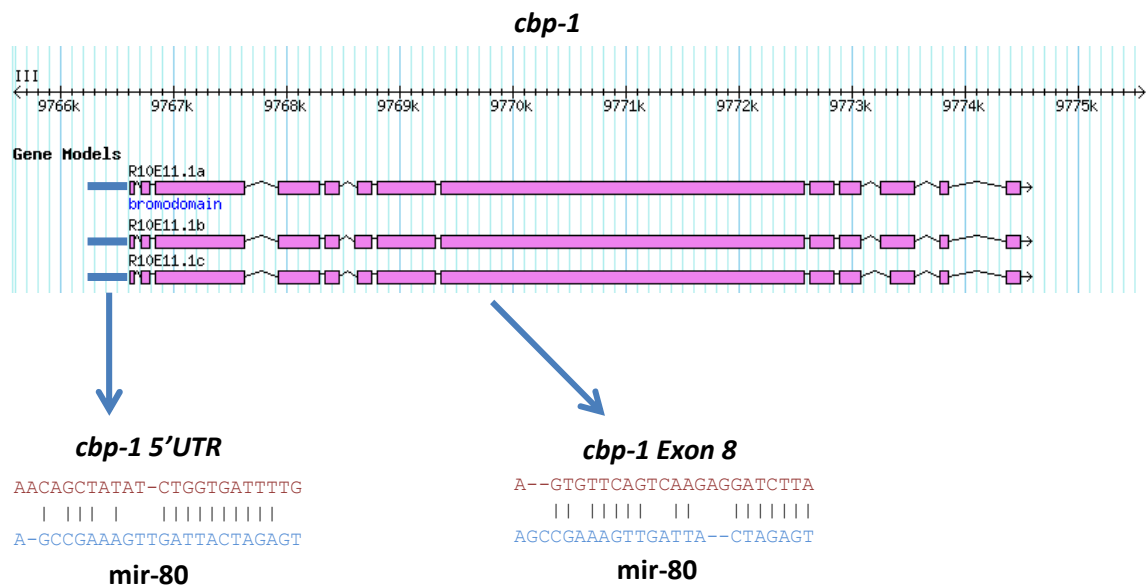 cbp-1
III
9766k 9767k 9768k 9769k 9770k 9771k 9772k 9773k 9774k 9775k
Gene Models
R10E11.1a
bromodomain
R10E11.1b
R10E11.1c
cbp-1 5’UTR
AACAGCTATAT-CTGGTGATTTTG
A-GCCGAAAGTTGATTACTAGAGT
mir-80
cbp-1 Exon 8
A--GTGTTCAGTCAAGAGGATCTTA
AGCCGAAAGTTGATTA--CTAGAGT
mir-80